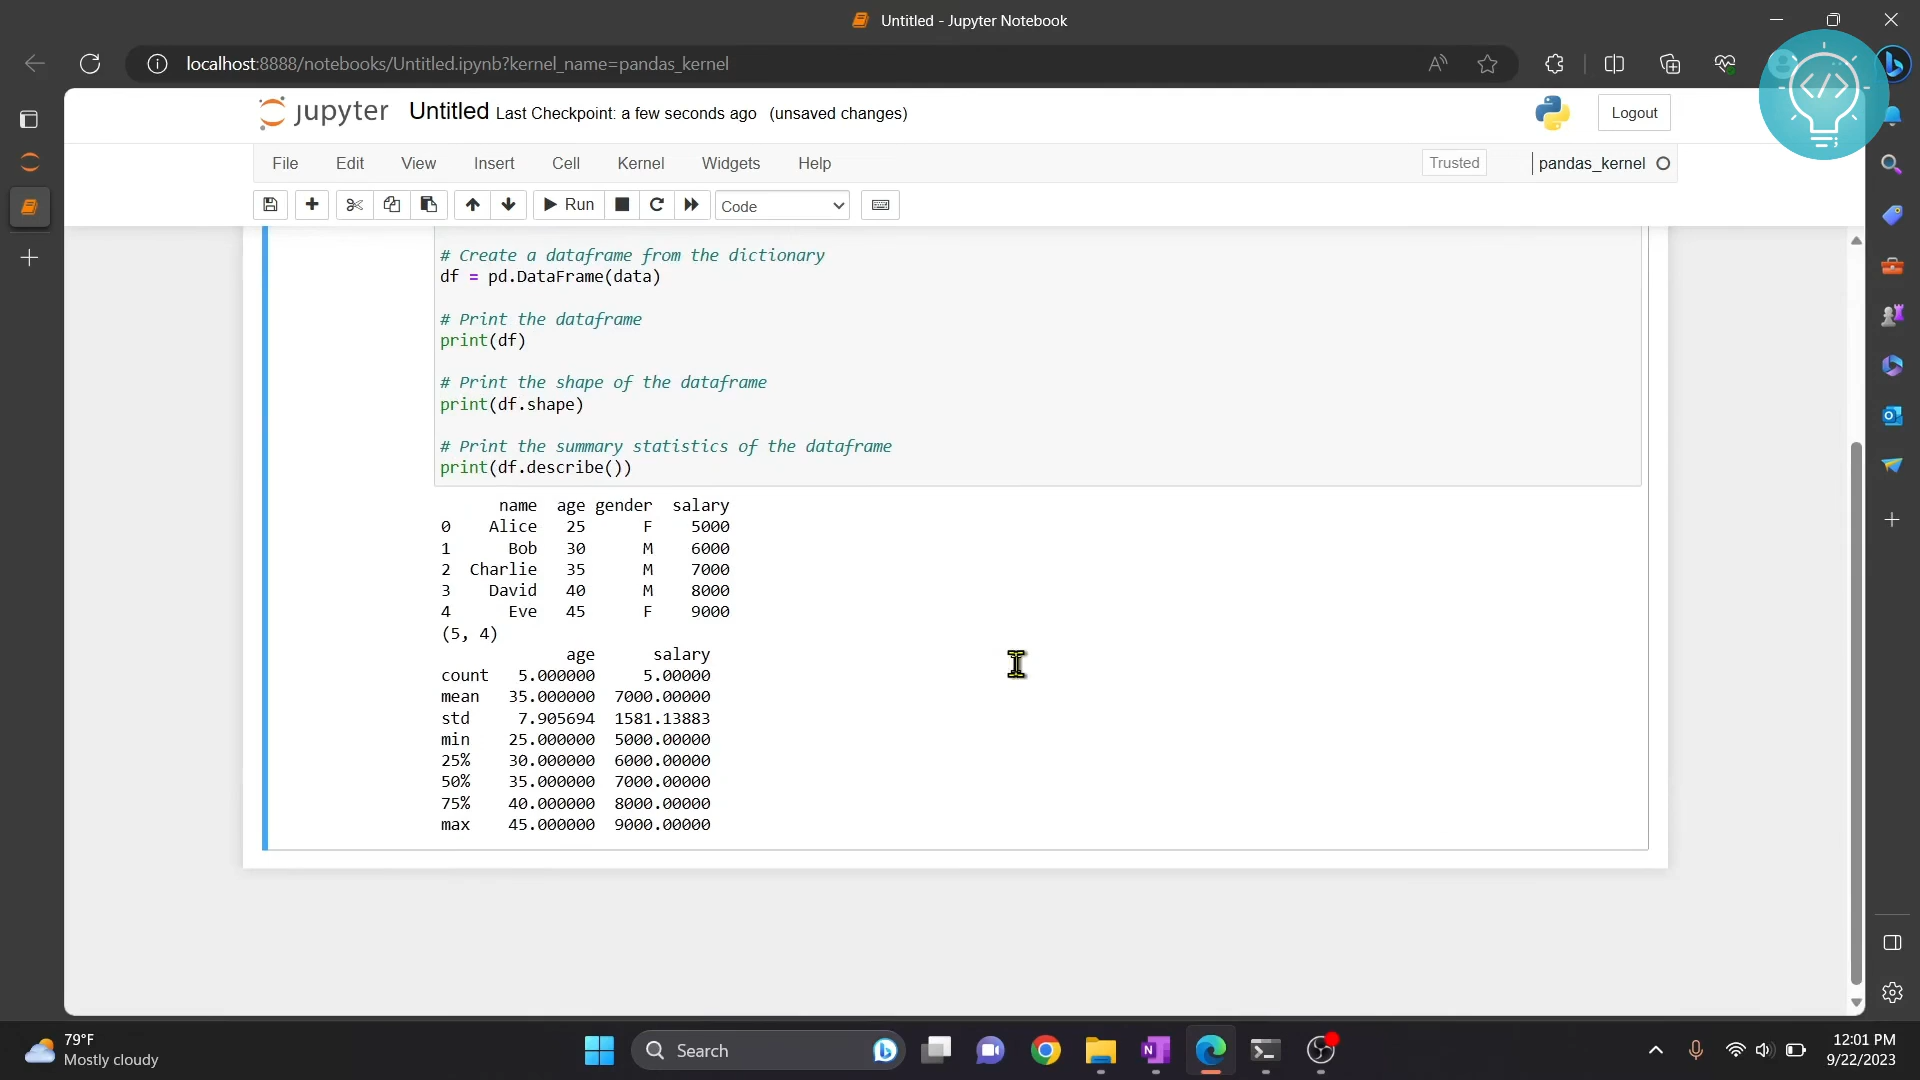 Untitled - Jupyter Notebook
localhost:8888/notebooks/Untitled.ipynb?kernel_name=pandas_kernel
jupyter Untitled Last Checkpoint: a few seconds ago (unsaved changes)
Logout
File Edit View Insert Cell Kernel Widgets Help
Trusted
pandas_kernel
Run
Code
# Create a dataframe from the dictionary
df = pd.DataFrame(data)
# Print the dataframe
print(df)
# Print the shape of the dataframe
print(df.shape)
# Print the summary statistics of the dataframe
print(df.describe())
name age gender salary
0 Alice 25 F 5000
1 Bob 30 M 6000
2 Charlie 35 M 7000
3 David 40 M 8000
4 Eve 45 F 9000
(5, 4)
age salary
count 5.000000 5.00000
mean 35.000000 7000.00000
std 7.905694 1581.13883
min 25.000000 5000.00000
25% 30.000000 6000.00000
50% 35.000000 7000.00000
75% 40.000000 8000.00000
max 45.000000 9000.00000
79°F
Mostly cloudy
Search
12:01 PM
9/22/2023